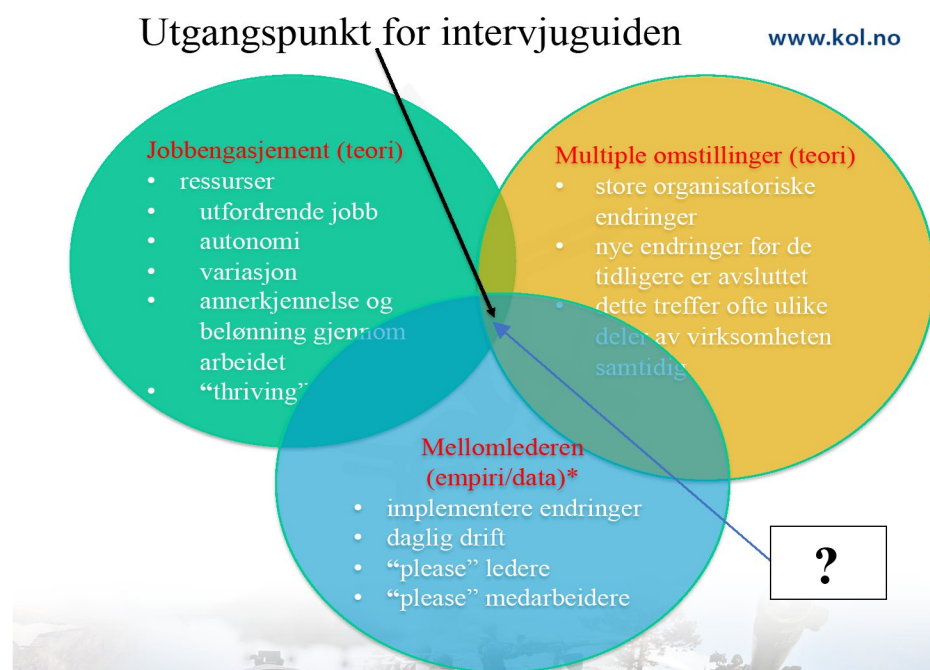 Utgangspunkt for intervjuguiden
www.kol.no
Jobbengasjement (teori)
• ressurser
• utfordrende jobb
• autonomi
• variasjon
• annerkjennelse og
belønning gjennom
arbeidet
• “thriving”
Multiple omstillinger (teori)
• store organisatoriske
endringer
• nye endringer før de
tidligere er avsluttet
• dette treffer ofte ulike
deler av virksomheten
samtidig
Mellomlederen
(empiri/data)*
• implementere endringer
• daglig drift
• “please” ledere
• “please” medarbeidere
?